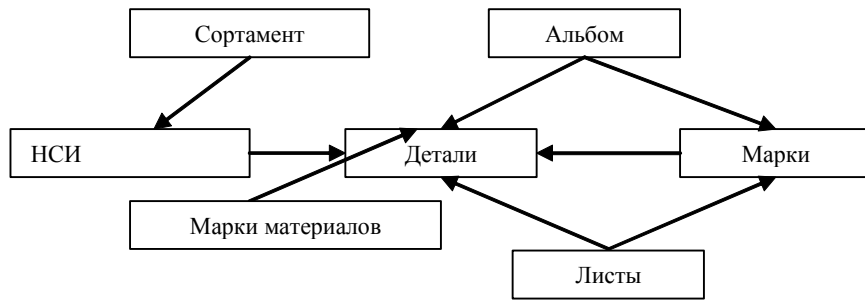 Сортамент
Альбом
НСИ
Детали
Марки
Марки материалов
Листы